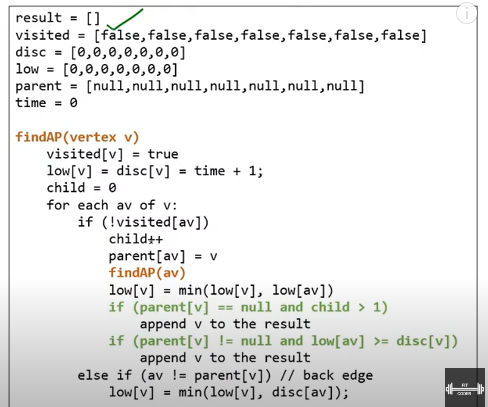 result = []
visited = [false,false,false,false,false,false,false]
disc = [0,0,0,0,0,0,0]
low = [0,0,0,0,0,0,0]
parent = [null,null,null,null,null,null,null]
time = 0
findAP(vertex v)
visited[v] = true
low[v] = disc[v] = time + 1;
child = 0
for each av of v:
if (!visited[av])
child++
parent[av] = v
findAP(av)
low[v] = min(low[v], low[av])
if (parent[v] == null and child > 1)
append v to the result
if (parent[v] != null and low[av] >= disc[v])
append v to the result
else if (av != parent[v]) // back edge
low[v] = min(low[v], disc[av]);